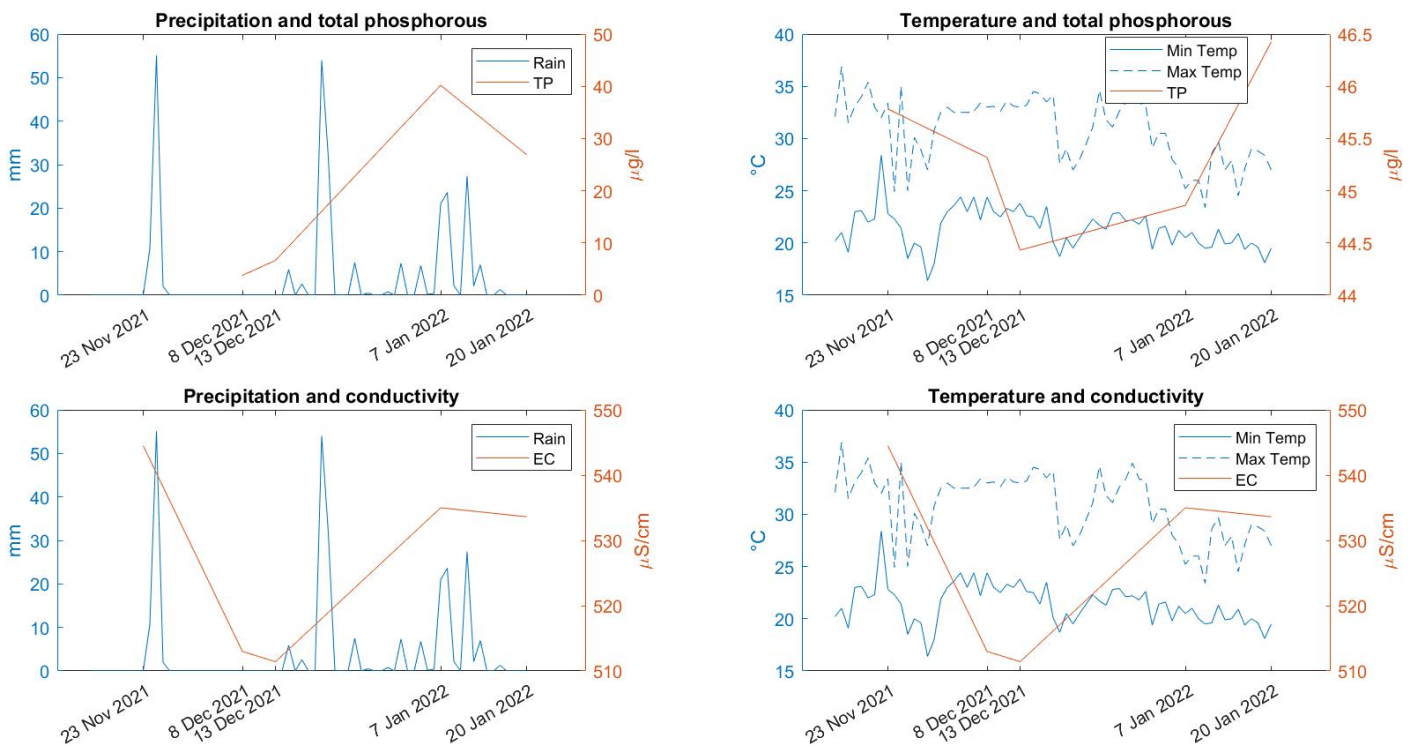 Precipitation and total phosphorous
60
50
40
30
20
10
0
mm
50
40
30
20
10
0
μg/l
Rain
TP
23 Nov 2021
8 Dec 2021
13 Dec 2021
7 Jan 2022
20 Jan 2022
Temperature and total phosphorous
40
35
30
25
20
15
°C
46.5
46
45.5
45
44.5
44
μg/l
Min Temp
Max Temp
TP
23 Nov 2021
8 Dec 2021
13 Dec 2021
7 Jan 2022
20 Jan 2022
Precipitation and conductivity
60
50
40
30
20
10
0
mm
550
540
530
520
510
μS/cm
Rain
EC
23 Nov 2021
8 Dec 2021
13 Dec 2021
7 Jan 2022
20 Jan 2022
Temperature and conductivity
40
35
30
25
20
15
°C
550
540
530
520
510
μS/cm
Min Temp
Max Temp
EC
23 Nov 2021
8 Dec 2021
13 Dec 2021
7 Jan 2022
20 Jan 2022